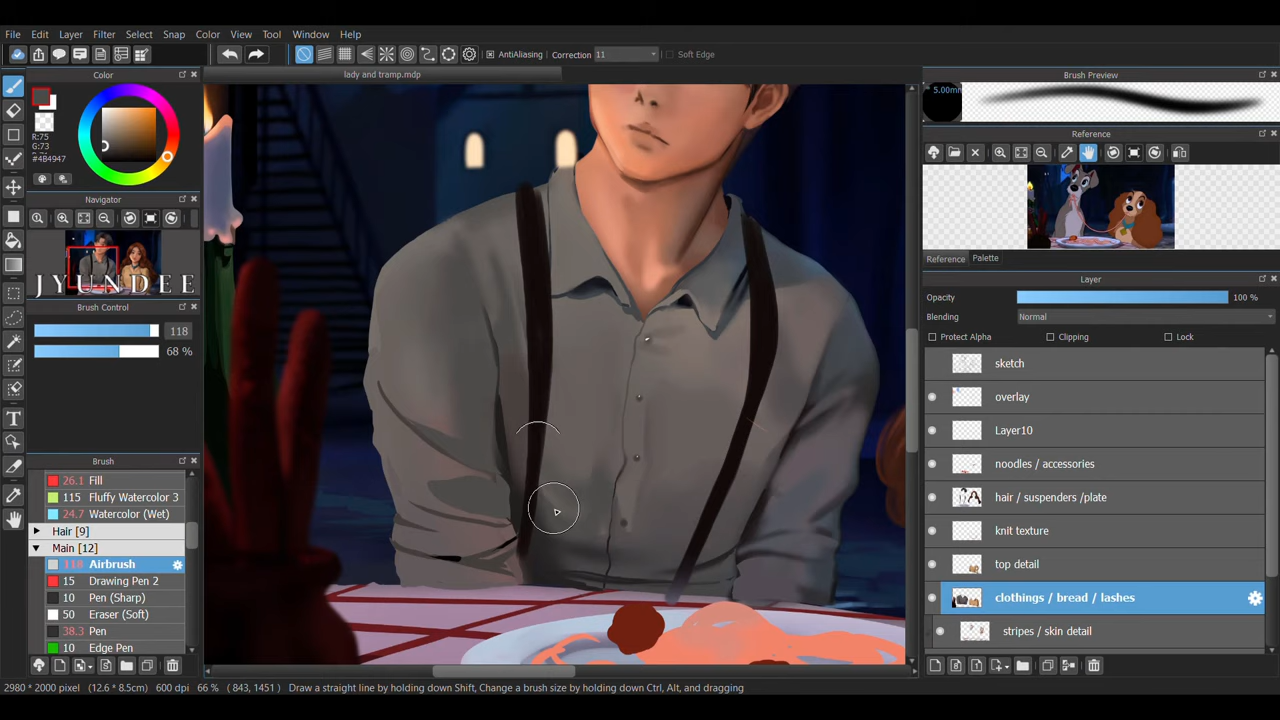 File Edit Layer Filter Select Snap Color View Tool Window Help
AntiAliasing Correction 11 Soft Edge
Color
lady and tramp.mdp
Brush Preview
5.00mm
R:75
G:73
B:71
#4B4947
Reference
Navigator
JYUNDEE
Reference Palette
Layer
Opacity 100 %
Brush Control
Blending Normal
118
Protect Alpha Clipping Lock
68 %
sketch
overlay
Layer10
noodles / accessories
hair / suspenders /plate
knit texture
top detail
clothings / bread / lashes
stripes / skin detail
Brush
26.1 Fill
115 Fluffy Watercolor 3
24.7 Watercolor (Wet)
Hair [9]
Main [12]
118 Airbrush
15 Drawing Pen 2
10 Pen (Sharp)
50 Eraser (Soft)
38.3 Pen
10 Edge Pen
2980 * 2000 pixel (12.6 * 8.5cm) 600 dpi 66 % ( 843, 1451 ) Draw a straight line by holding down Shift, Change a brush size by holding down Ctrl, Alt, and dragging